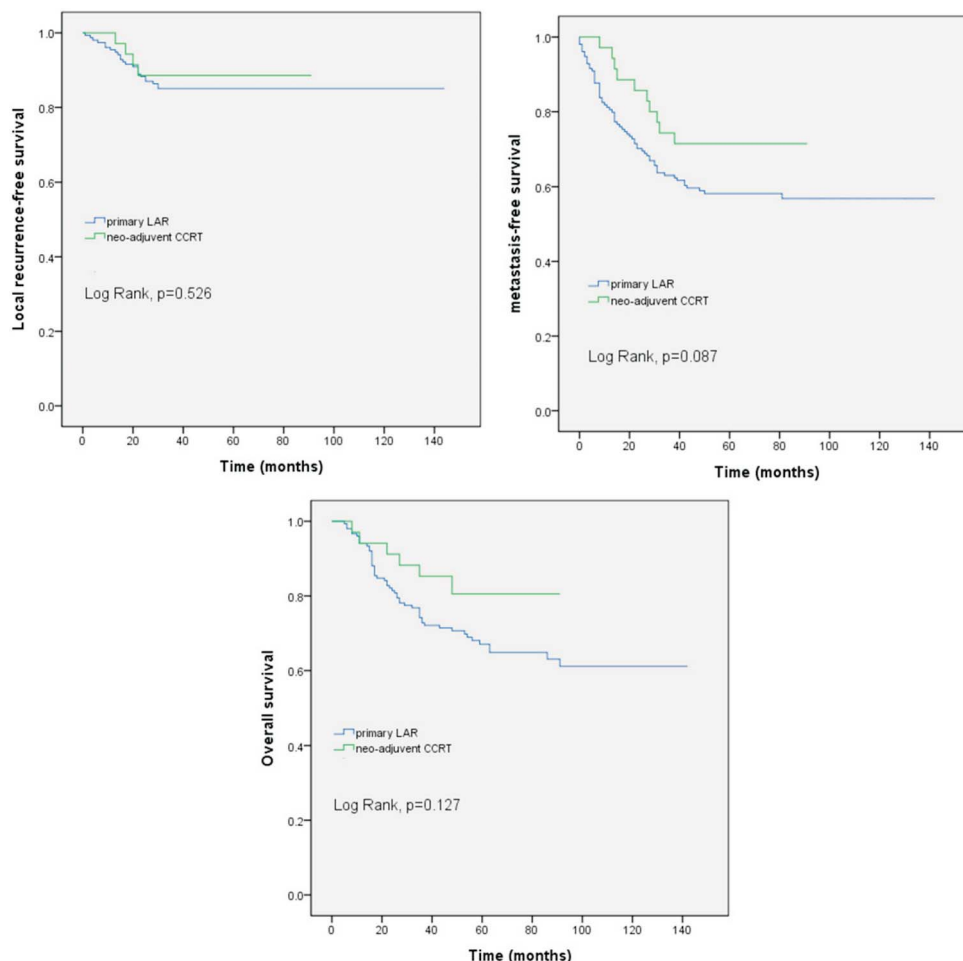 Local recurrence-free survival
1.0
0.8
0.6
0.4
0.2
0.0
primary LAR
neo-adjuvent CCRT
Log Rank, p=0.526
0 20 40 60 80 100 120 140
Time (months)
metastasis-free survival
1.0
0.8
0.6
0.4
0.2
0.0
primary LAR
neo-adjuvent CCRT
Log Rank, p=0.087
0 20 40 60 80 100 120 140
Time (months)
Overall survival
1.0
0.8
0.6
0.4
0.2
0.0
primary LAR
neo-adjuvent CCRT
Log Rank, p=0.127
0 20 40 60 80 100 120 140
Time (months)